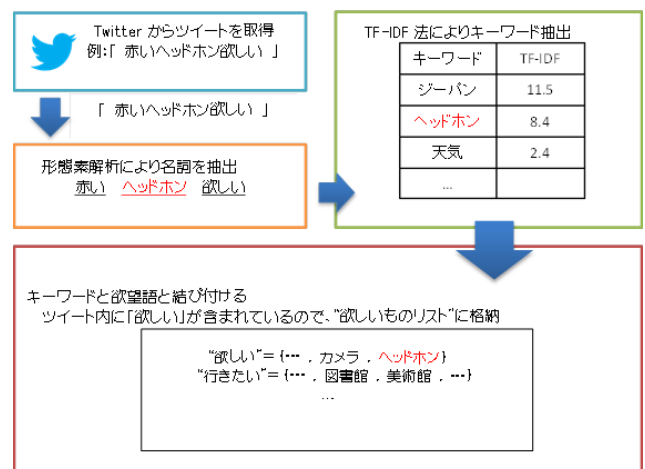 Twitter からツイートを取得
例:「 赤いヘッドホン欲しい 」
「 赤いヘッドホン欲しい 」
形態素解析により名詞を抽出
赤い ヘッドホン 欲しい
TF-IDF 法によりキーワード抽出
キーワード TF-IDF
ジーパン 11.5
ヘッドホン 8.4
天気 2.4
...
キーワードと欲望語と結び付ける
ツイート内に「欲しい」が含まれているので、“欲しいものリスト”に格納
“欲しい”= {… , カメラ , ヘッドホン}
“行きたい”= {… , 図書館 , 美術館 , …}
...